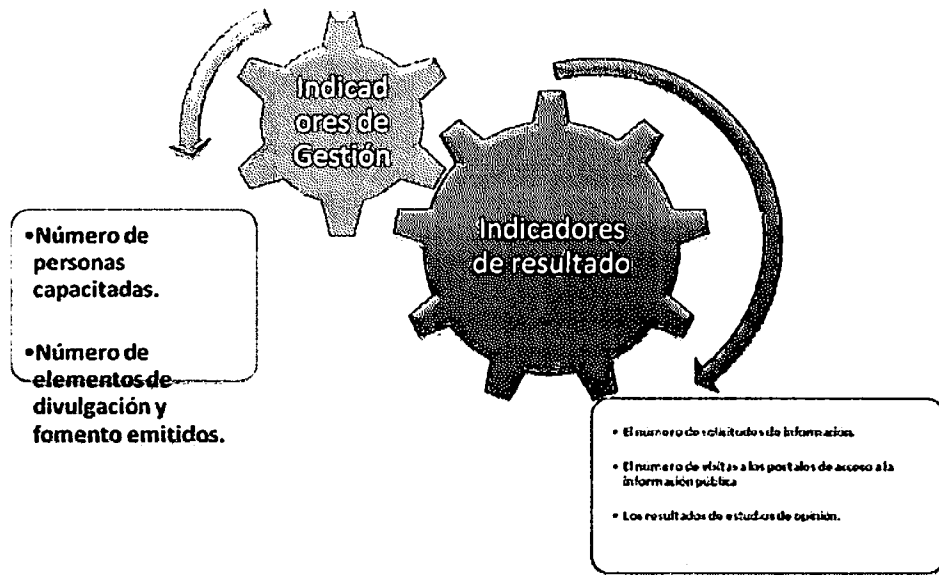 Indicad
ores de
Gestión
Indicadores
de resultado
•Número de
personas
capacitadas.
•Número de
elementos de
divulgación y
fomento emitidos.
• El número de solicitudes de información.
• El número de visitas a los portales de acceso a la
información pública
• Los resultados de estudios de opinión.